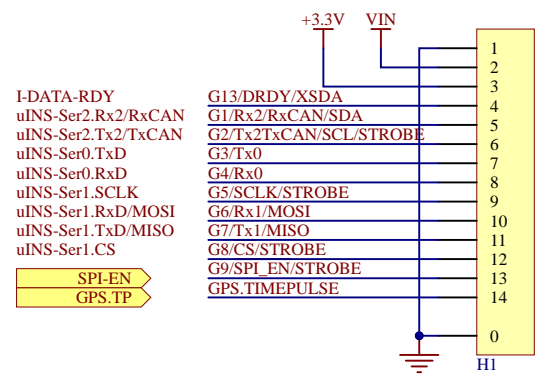 +3.3V VIN
1
2
3
I-DATA-RDY G13/DRDY/XSDA 4
uINS-Ser2.Rx2/RxCAN G1/Rx2/RxCAN/SDA 5
uINS-Ser2.Tx2/TxCAN G2/Tx2TxCAN/SCL/STROBE 6
uINS-Ser0.TxD G3/Tx0 7
uINS-Ser0.RxD G4/Rx0 8
uINS-Ser1.SCLK G5/SCLK/STROBE 9
uINS-Ser1.RxD/MOSI G6/Rx1/MOSI 10
uINS-Ser1.TxD/MISO G7/Tx1/MISO 11
uINS-Ser1.CS G8/CS/STROBE 12
SPI-EN G9/SPI_EN/STROBE 13
GPS.TP GPS.TIMEPULSE 14
0
H1